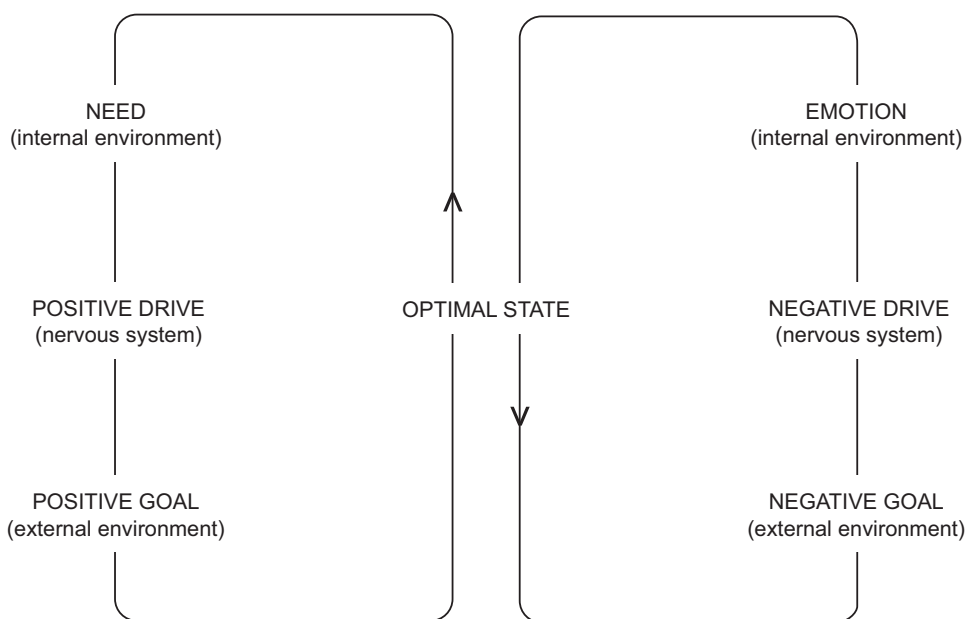 NEED
(internal environment)
EMOTION
(internal environment)
POSITIVE DRIVE
(nervous system)
OPTIMAL STATE
NEGATIVE DRIVE
(nervous system)
POSITIVE GOAL
(external environment)
NEGATIVE GOAL
(external environment)